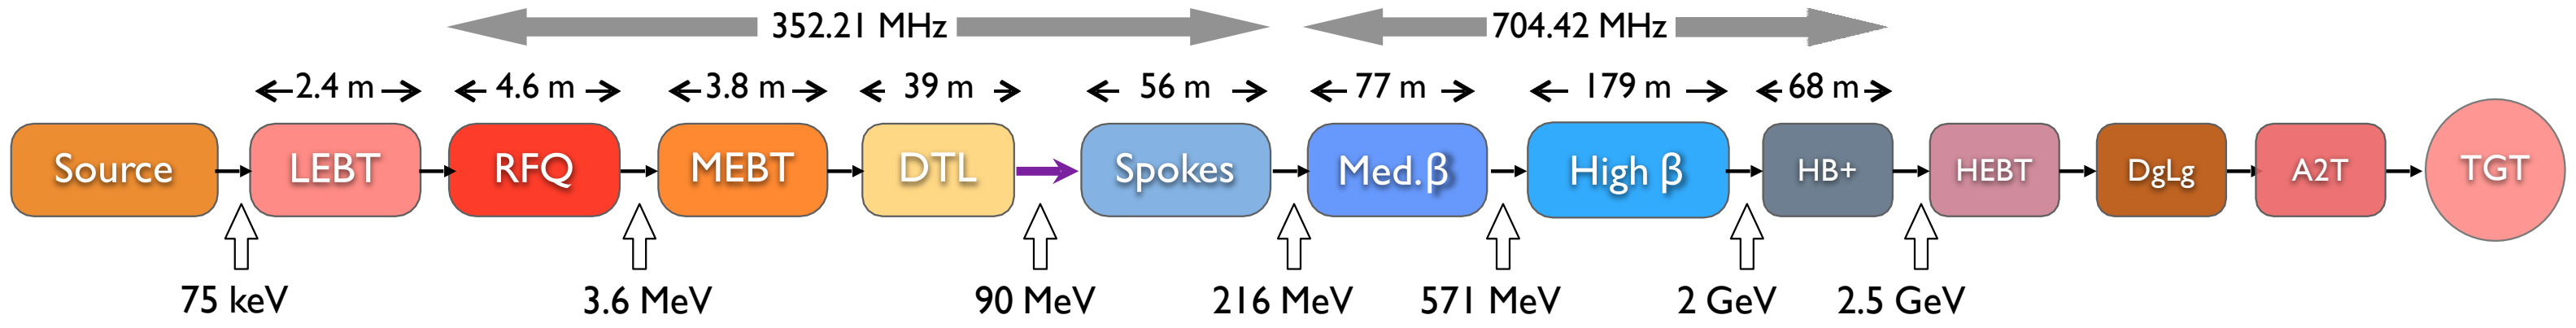 352.21 MHz 704.42 MHz
2.4 m 4.6 m 3.8 m 39 m 56 m 77 m 179 m 68 m
Source LEBT RFQ MEBT DTL Spokes Med.β High β HB+ HEBT DgLg A2T TGT
75 keV 3.6 MeV 90 MeV 216 MeV 571 MeV 2 GeV 2.5 GeV